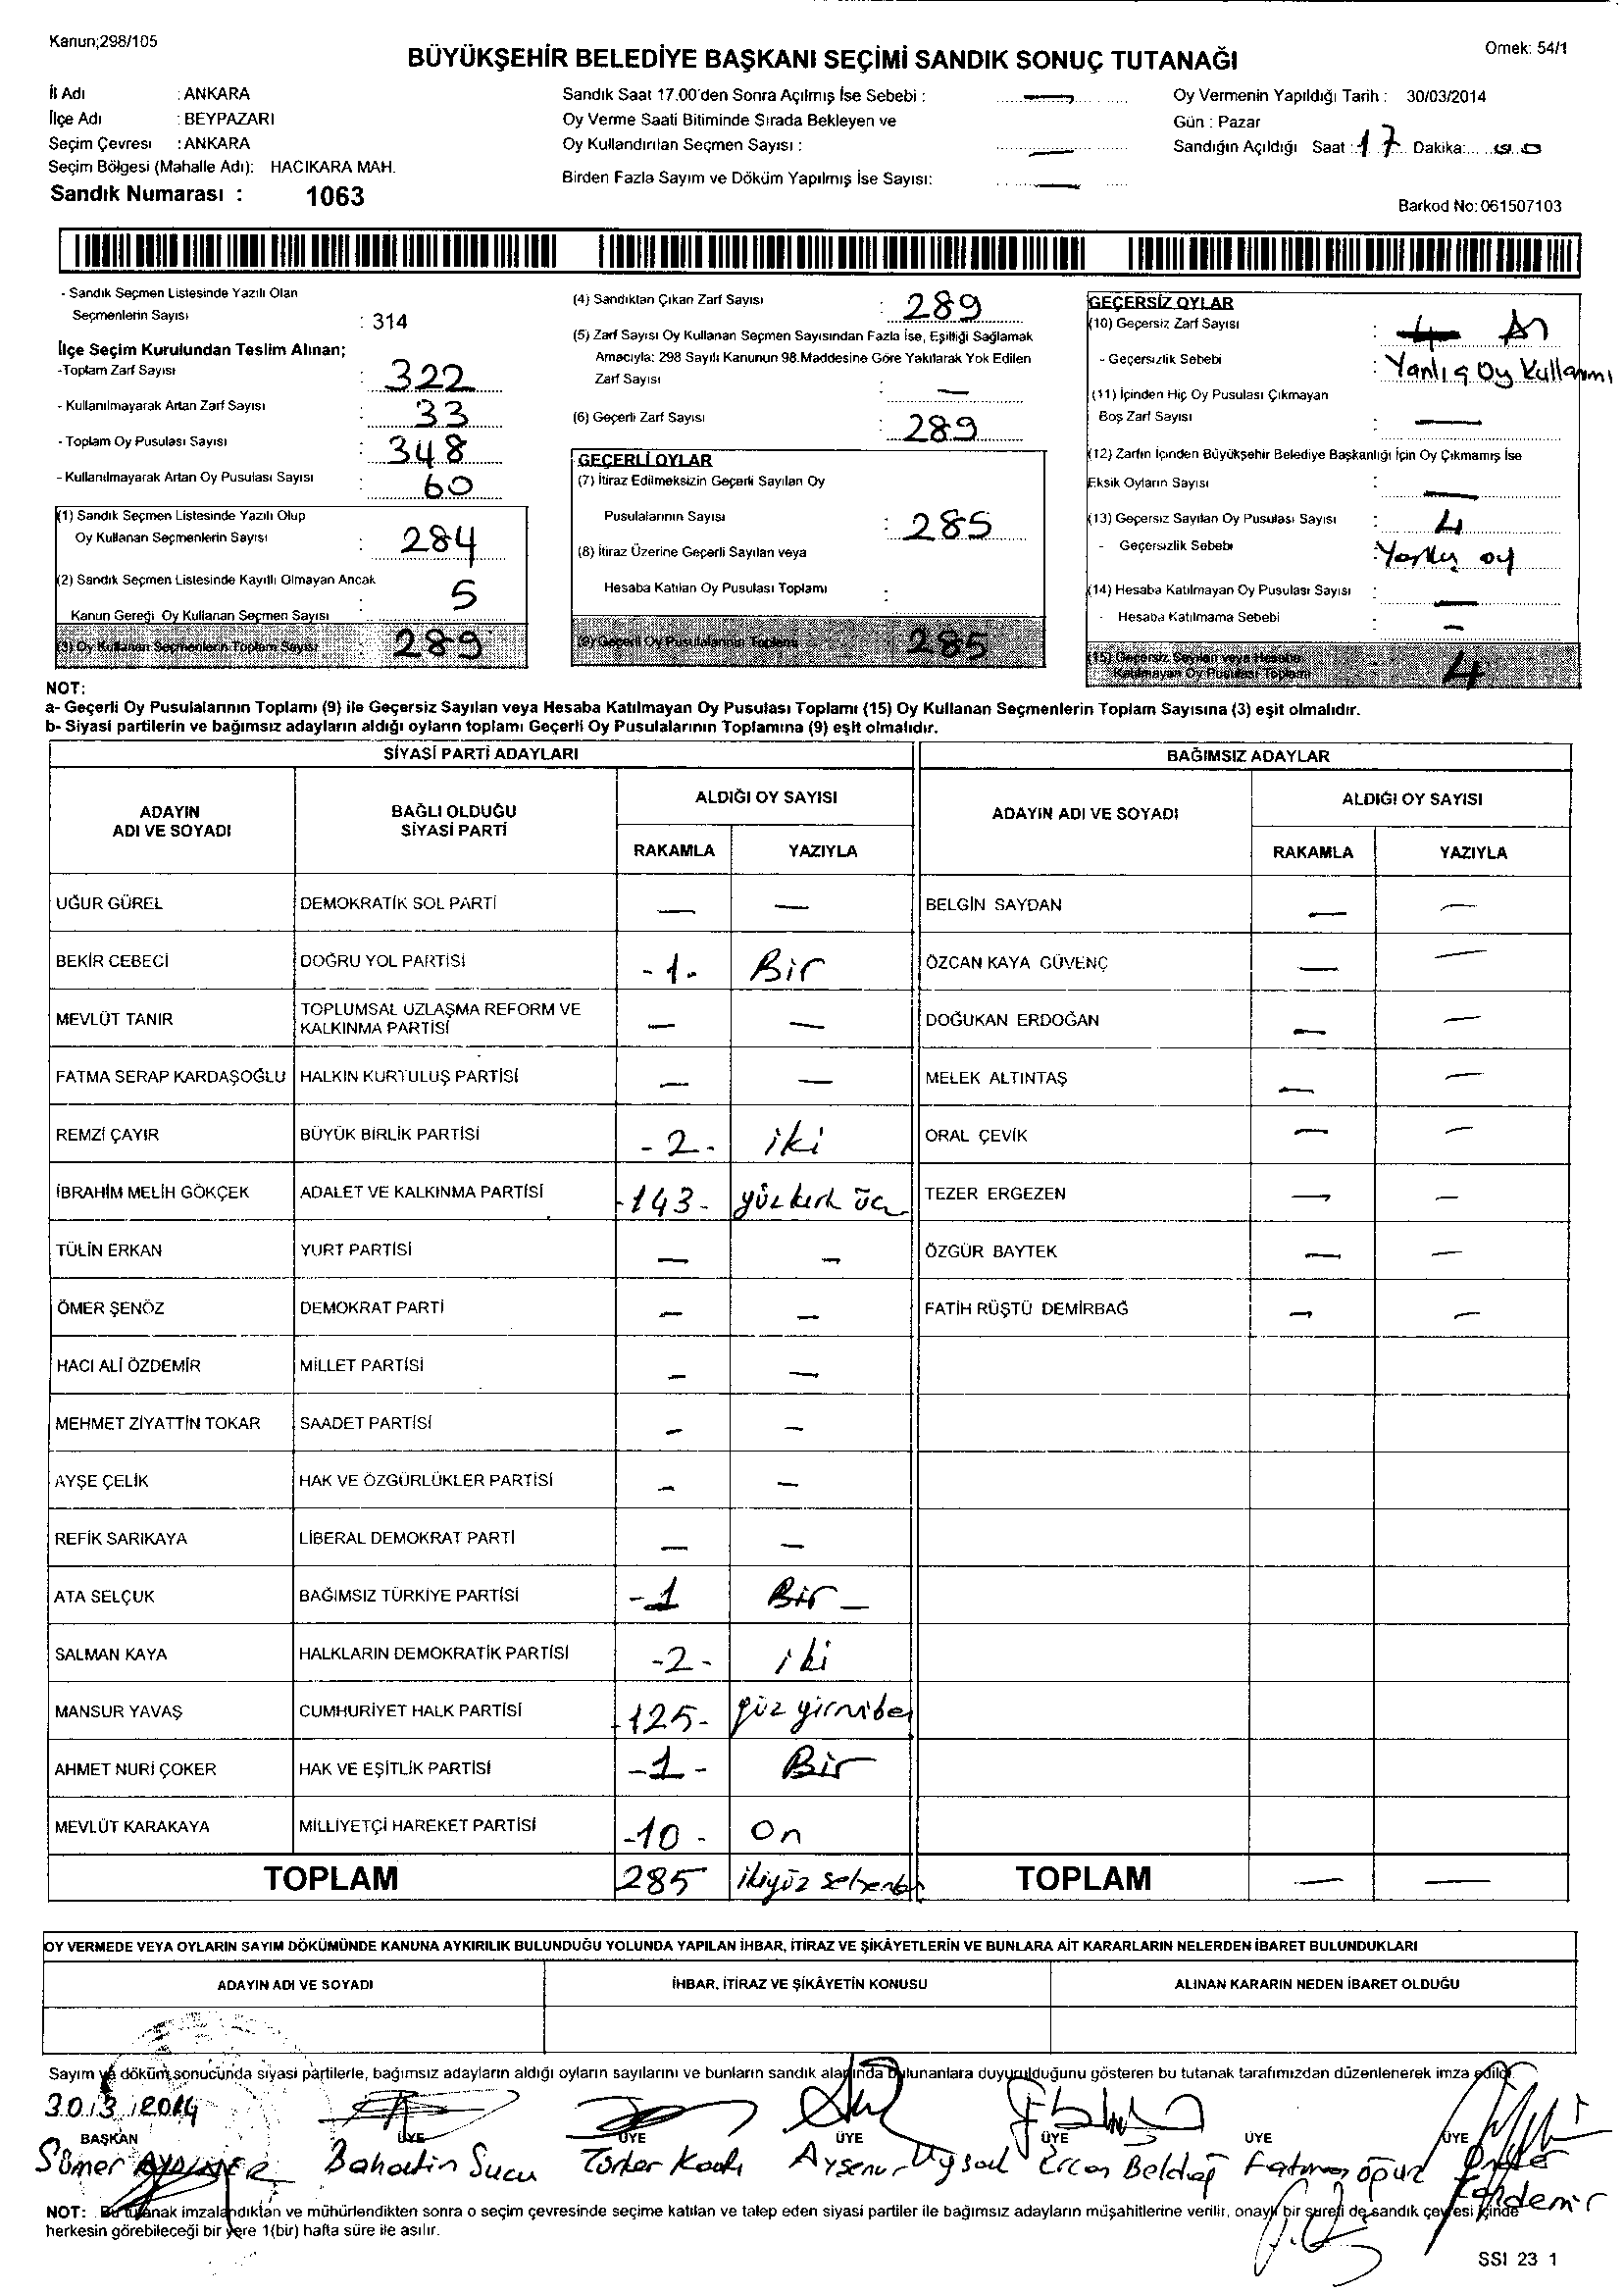 Kanun;298/105
Örnek: 54/1
BÜYÜKŞEHİR BELEDİYE BAŞKANI SEÇİMİ SANDIK SONUÇ TUTANAĞI
İl Adı : ANKARA
İlçe Adı : BEYPAZARI
Seçim Çevresi : ANKARA
Seçim Bölgesi (Mahalle Adı): HACIKARA MAH.
Sandık Numarası : 1063
Sandık Saat 17.00'den Sonra Açılmış İse Sebebi : —
Oy Verme Saati Bitiminde Sırada Bekleyen ve
Oy Kullandırılan Seçmen Sayısı : —
Birden Fazla Sayım ve Döküm Yapılmış İse Sayısı: —
Oy Vermenin Yapıldığı Tarih : 30/03/2014
Gün : Pazar
Sandığın Açıldığı Saat : 17 Dakika:
Barkod No: 061507103
- Sandık Seçmen Listesinde Yazılı Olan
Seçmenlerin Sayısı : 314
İlçe Seçim Kurulundan Teslim Alınan;
-Toplam Zarf Sayısı : 322
- Kullanılmayarak Artan Zarf Sayısı : 33
- Toplam Oy Pusulası Sayısı : 348
- Kullanılmayarak Artan Oy Pusulası Sayısı : 60
(1) Sandık Seçmen Listesinde Yazılı Olup
Oy Kullanan Seçmenlerin Sayısı : 284
(2) Sandık Seçmen Listesinde Kayıtlı Olmayan Ancak
Kanun Gereği Oy Kullanan Seçmen Sayısı : 5
(3) Oy Kullanan Seçmenlerin Toplam Sayısı : 289
(4) Sandıktan Çıkan Zarf Sayısı : 289
(5) Zarf Sayısı Oy Kullanan Seçmen Sayısından Fazla İse, Eşitliği Sağlamak
Amacıyla: 298 Sayılı Kanunun 98.Maddesine Göre Yakılarak Yok Edilen
Zarf Sayısı : —
(6) Geçerli Zarf Sayısı : 289
GEÇERLİ OYLAR
(7) İtiraz Edilmeksizin Geçerli Sayılan Oy
Pusulalarının Sayısı : 285
(8) İtiraz Üzerine Geçerli Sayılan veya
Hesaba Katılan Oy Pusulası Toplamı :
(9) Geçerli Oy Pusulalarının Toplamı : 285
GEÇERSİZ OYLAR
(10) Geçersiz Zarf Sayısı :
- Geçersizlik Sebebi : Yanlış Oy Kullanımı
(11) İçinden Hiç Oy Pusulası Çıkmayan
Boş Zarf Sayısı : —
(12) Zarfın İçinden Büyükşehir Belediye Başkanlığı İçin Oy Çıkmamış İse
Eksik Oyların Sayısı : —
(13) Geçersiz Sayılan Oy Pusulası Sayısı : 4
- Geçersizlik Sebebi : Yanlış oy
(14) Hesaba Katılmayan Oy Pusulası Sayısı : —
- Hesaba Katılmama Sebebi : —
(15) Geçersiz Sayılan veya Hesaba
Katılmayan Oy Pusulası Toplamı : 4
NOT:
a- Geçerli Oy Pusulalarının Toplamı (9) ile Geçersiz Sayılan veya Hesaba Katılmayan Oy Pusulası Toplamı (15) Oy Kullanan Seçmenlerin Toplam Sayısına (3) eşit olmalıdır.
b- Siyasi partilerin ve bağımsız adayların aldığı oyların toplamı Geçerli Oy Pusulalarının Toplamına (9) eşit olmalıdır.
SİYASİ PARTİ ADAYLARI BAĞIMSIZ ADAYLAR
ADAYIN ADI VE SOYADI BAĞLI OLDUĞU SİYASİ PARTİ ALDIĞI OY SAYISI ADAYIN ADI VE SOYADI ALDIĞI OY SAYISI
RAKAMLA YAZIYLA RAKAMLA YAZIYLA
UĞUR GÜREL DEMOKRATİK SOL PARTİ — — BELGİN SAYDAN — —
BEKİR CEBECİ DOĞRU YOL PARTİSİ -1- Bir ÖZCAN KAYA GÜVENÇ — —
MEVLÜT TANIR TOPLUMSAL UZLAŞMA REFORM VE KALKINMA PARTİSİ — — DOĞUKAN ERDOĞAN — —
FATMA SERAP KARDAŞOĞLU HALKIN KURTULUŞ PARTİSİ — — MELEK ALTINTAŞ — —
REMZİ ÇAYIR BÜYÜK BİRLİK PARTİSİ -2- iki ORAL ÇEVİK — —
İBRAHİM MELİH GÖKÇEK ADALET VE KALKINMA PARTİSİ -143- yüzkırk üç TEZER ERGEZEN — —
TÜLİN ERKAN YURT PARTİSİ — — ÖZGÜR BAYTEK — —
ÖMER ŞENÖZ DEMOKRAT PARTİ — — FATİH RÜŞTÜ DEMİRBAĞ — —
HACI ALİ ÖZDEMİR MİLLET PARTİSİ — —
MEHMET ZİYATTİN TOKAR SAADET PARTİSİ — —
AYŞE ÇELİK HAK VE ÖZGÜRLÜKLER PARTİSİ — —
REFİK SARIKAYA LİBERAL DEMOKRAT PARTİ — —
ATA SELÇUK BAĞIMSIZ TÜRKİYE PARTİSİ -1 Bir —
SALMAN KAYA HALKLARIN DEMOKRATİK PARTİSİ -2- iki
MANSUR YAVAŞ CUMHURİYET HALK PARTİSİ -125- yüz yirmibeş
AHMET NURİ ÇOKER HAK VE EŞİTLİK PARTİSİ -1- Bir
MEVLÜT KARAKAYA MİLLİYETÇİ HAREKET PARTİSİ -10- On
TOPLAM 285 ikiyüz TOPLAM — —
OY VERMEDE VEYA OYLARIN SAYIM DÖKÜMÜNDE KANUNA AYKIRILIK BULUNDUĞU YOLUNDA YAPILAN İHBAR, İTİRAZ VE ŞİKÂYETLERİN VE BUNLARA AİT KARARLARIN NELERDEN İBARET BULUNDUKLARI
ADAYIN ADI VE SOYADI İHBAR, İTİRAZ VE ŞİKÂYETİN KONUSU ALINAN KARARIN NEDEN İBARET OLDUĞU
Sayım ve döküm sonucunda siyasi partilerle, bağımsız adayların aldığı oyların sayılarını ve bunların sandık alanında bulunanlara duyurulduğunu gösteren bu tutanak tarafımızdan düzenlenerek imza edildi.
30/3/2014
BAŞKAN ÜYE ÜYE ÜYE ÜYE ÜYE ÜYE
Bahattin Sucu Aysenur Uysal Ercan Fatma
NOT: Bu tutanak imzalandıktan ve mühürlendikten sonra o seçim çevresinde seçime katılan ve talep eden siyasi partiler ile bağımsız adayların müşahitlerine verilir, onaylı bir sureti de sandık çevresi içinde
herkesin görebileceği bir yere 1(bir) hafta süre ile asılır.
SSI 23 1